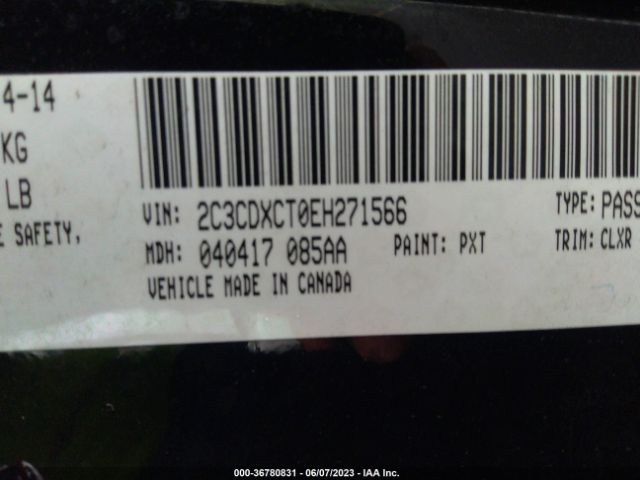 4-14
KG
LB
E SAFETY,
VIN: 2C3CDXCT0EH271566
TYPE: PASS
MDH: 040417 085AA
PAINT: PXT
TRIM: CLXR
VEHICLE MADE IN CANADA
000-36780831 - 06/07/2023 - IAA Inc.